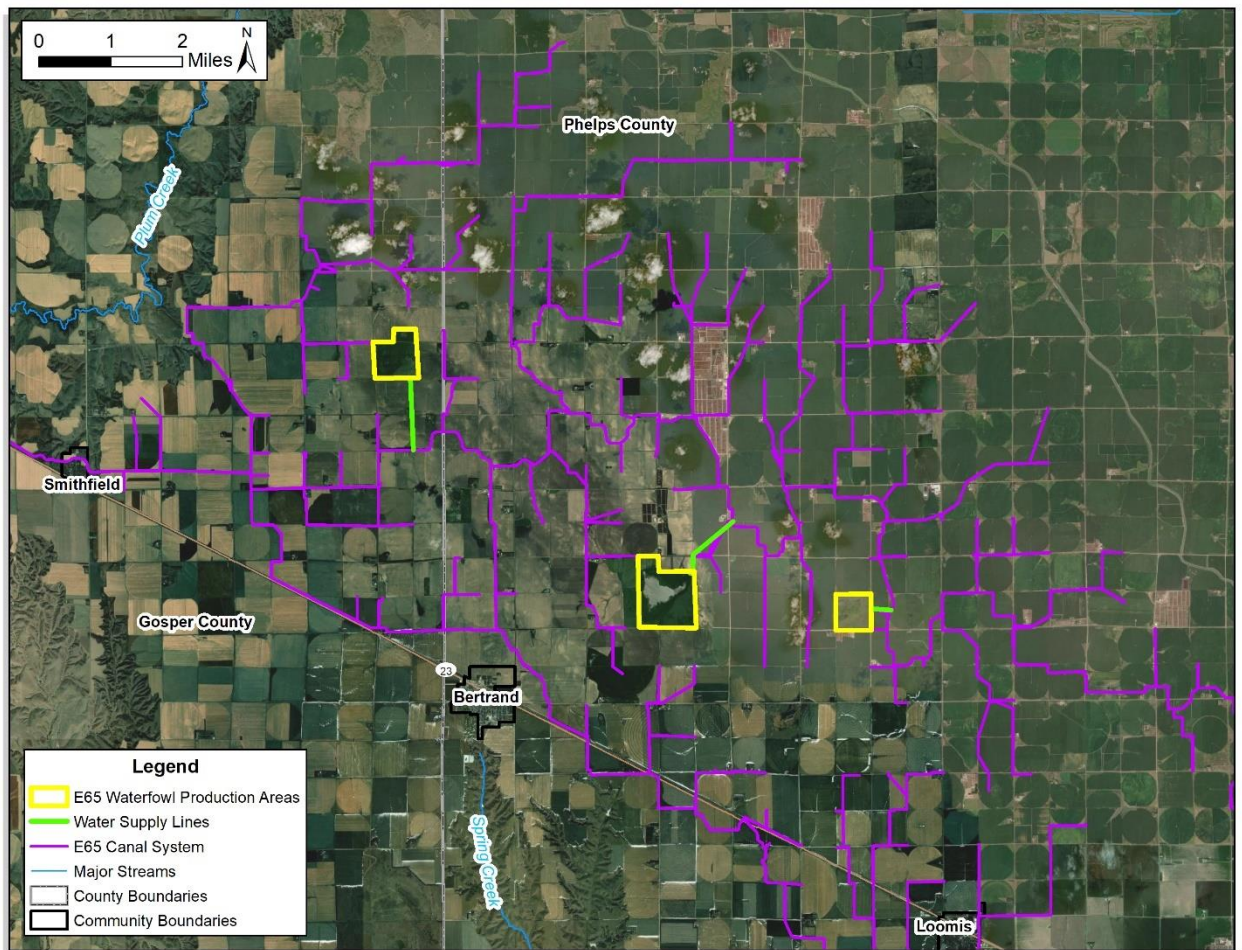 0 1 2
Miles
N
Phelps County
Plum Creek
Smithfield
Gosper County
23
Bertrand
Spring Creek
Loomis
Legend
E65 Waterfowl Production Areas
Water Supply Lines
E65 Canal System
Major Streams
County Boundaries
Community Boundaries